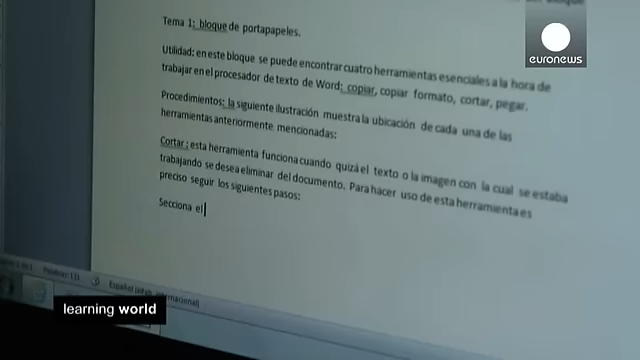 euronews
Tema 1: bloque de portapapeles.
Utilidad: en este bloque se puede encontrar cuatro herramientas esenciales a la hora de
trabajar en el procesador de texto de Word: copiar, copiar formato, cortar, pegar.
Procedimientos: la siguiente ilustración muestra la ubicación de cada una de las
herramientas anteriormente mencionadas:
Cortar: esta herramienta funciona cuando quizá el texto o la imagen con la cual se estaba
trabajando se desea eliminar del documento. Para hacer uso de esta herramienta es
preciso seguir los siguientes pasos:
Secciona el
Español
learning world